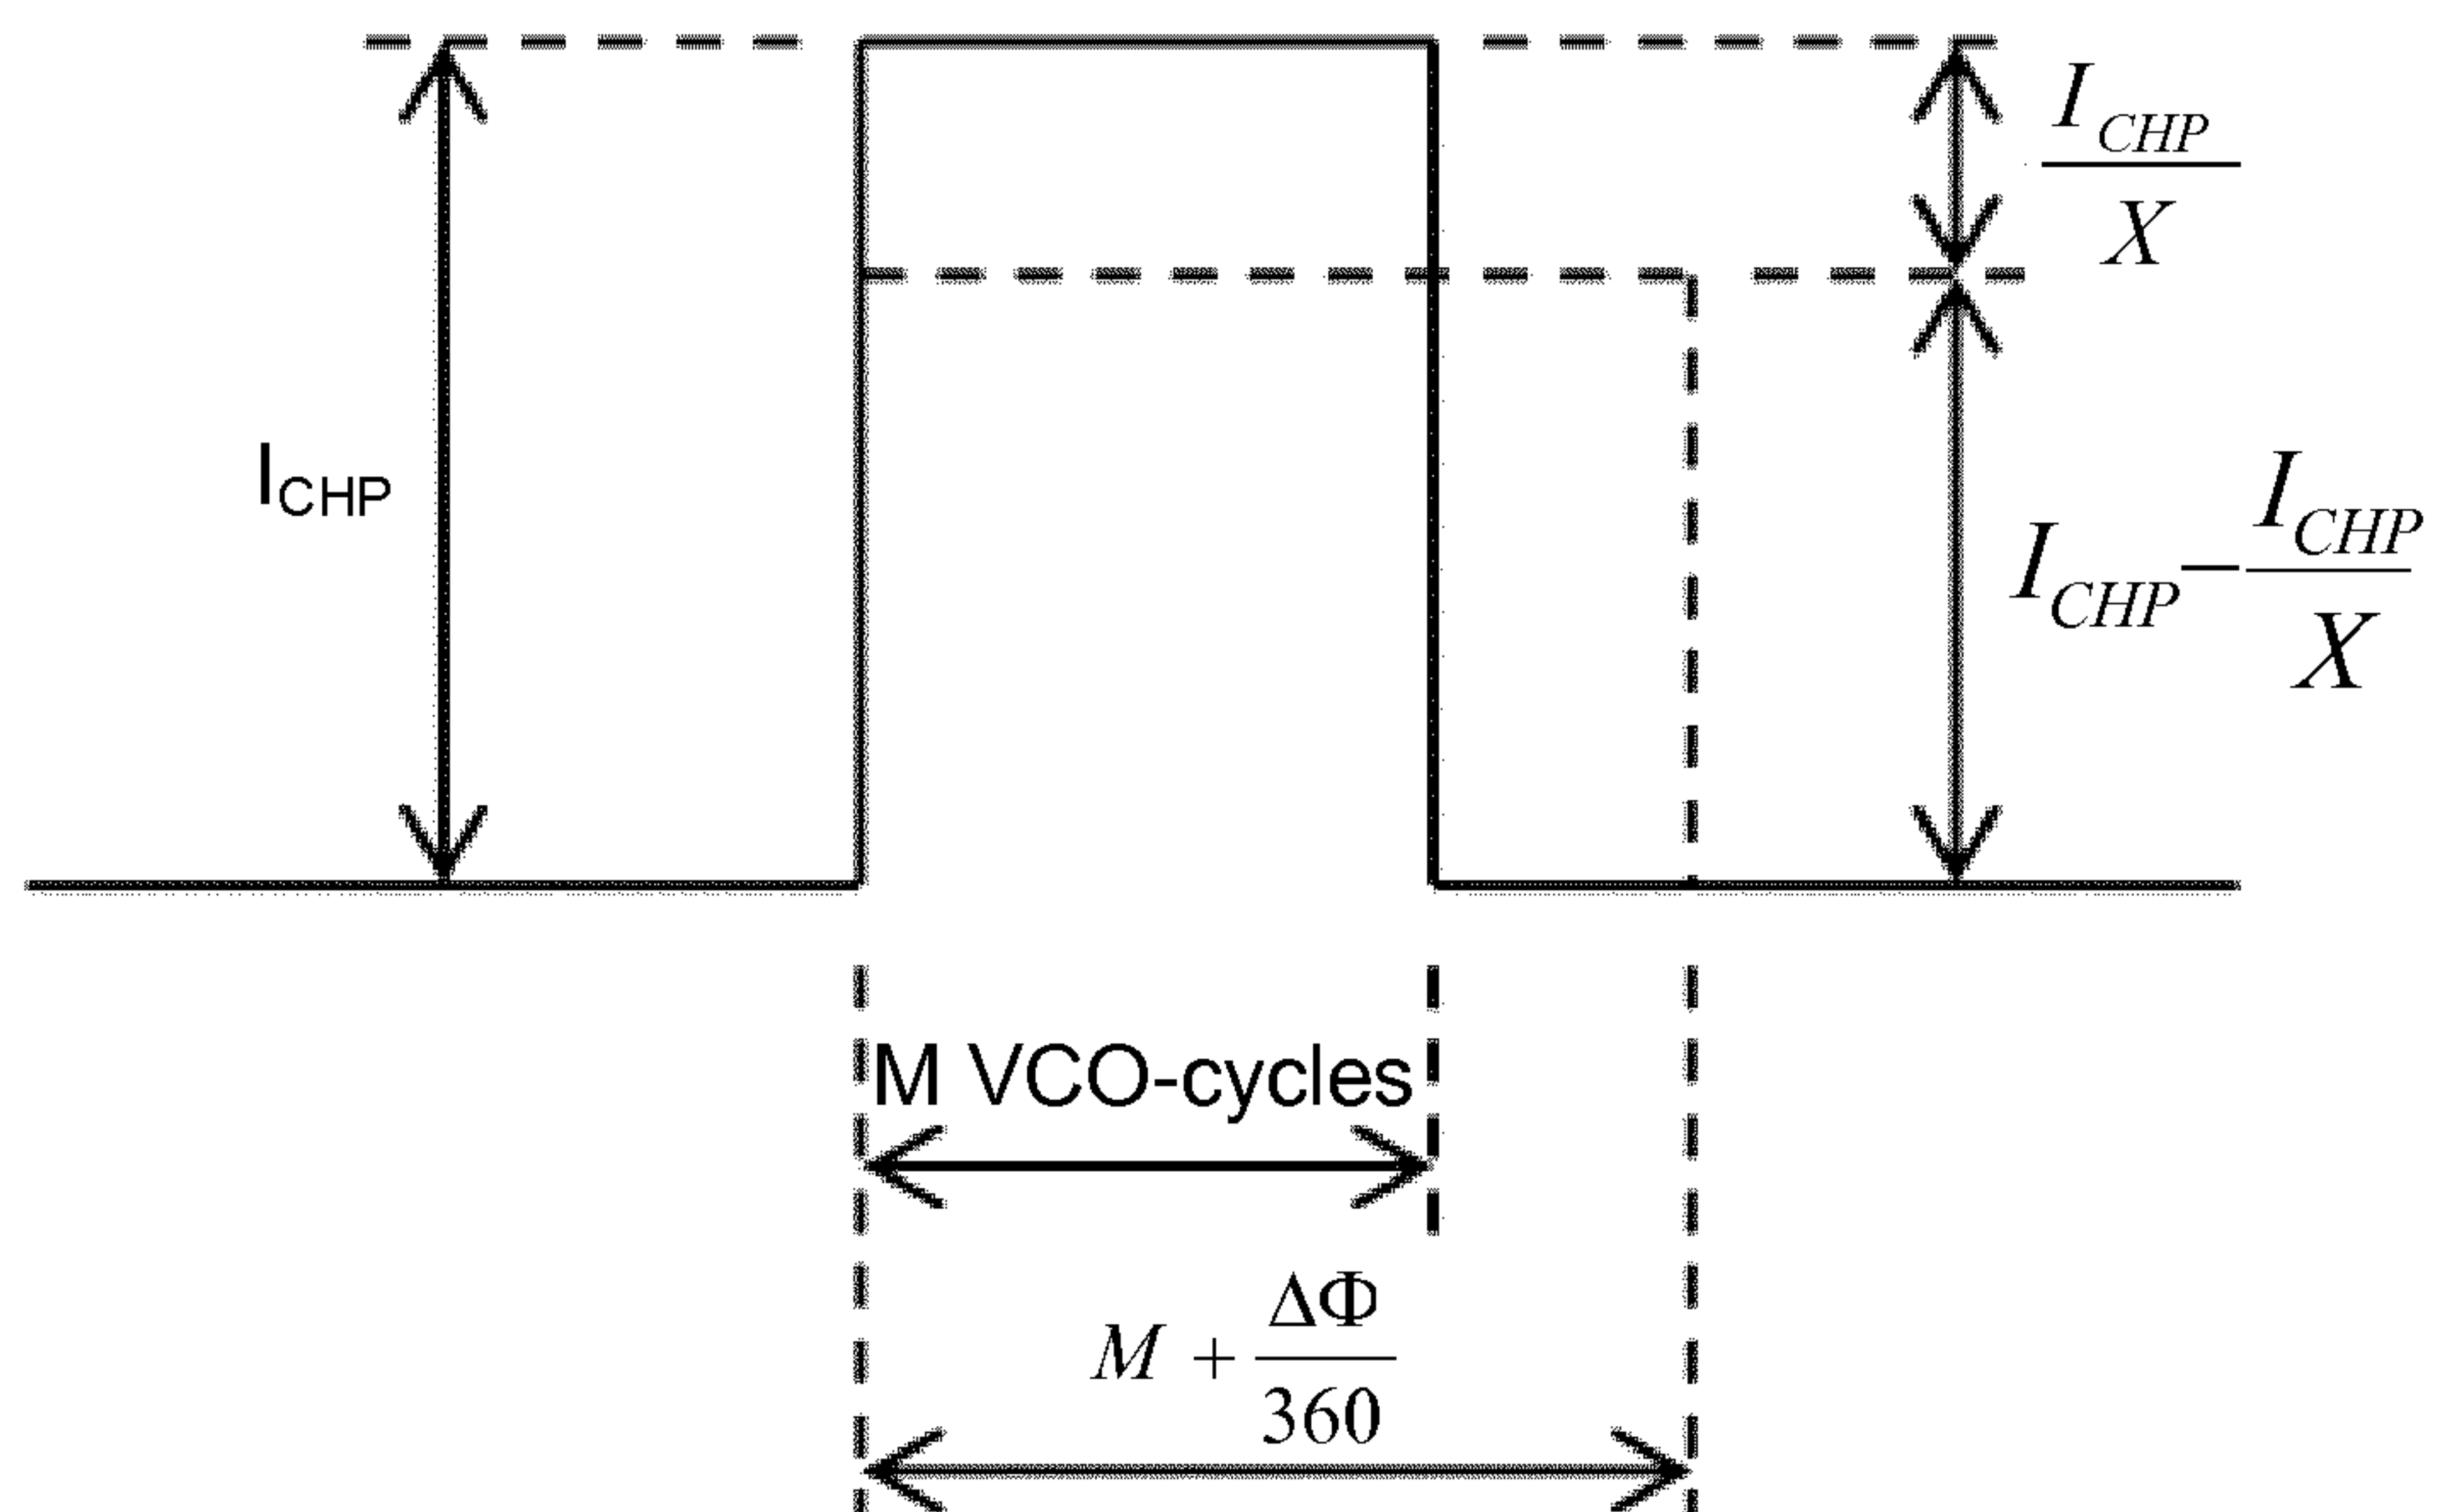 I_CHP / X
I_CHP
I_CHP − I_CHP / X
M VCO-cycles
M + ΔΦ / 360